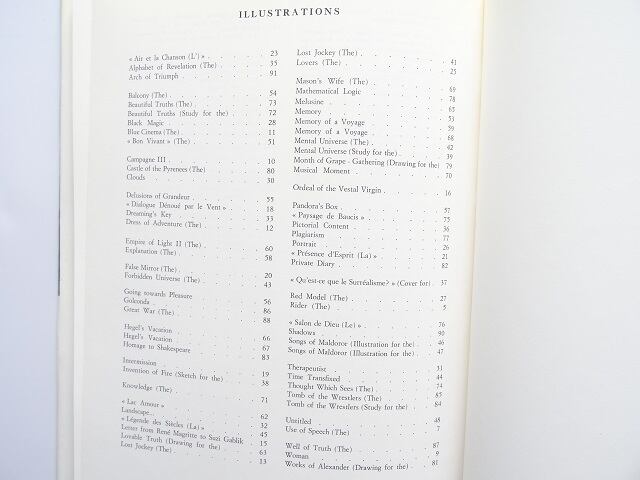 ILLUSTRATIONS
« Air et la Chanson (L') » . . . . . 23
Alphabet of Revelation (The) . . . . 35
Arch of Triumph . . . . . . 91
Balcony (The) . . . . . . 54
Beautiful Truths (The) . . . . . 73
Beautiful Truths (Study for the) . . . . 72
Black Magic . . . . . . 28
Blue Cinema (The) . . . . . . 11
« Bon Vivant » (The) . . . . . 51
Campagne III . . . . . . 10
Castle of the Pyrenees (The) . . . . 80
Clouds . . . . . . . 30
Delusions of Grandeur . . . . . 55
« Dialogue Dénoué par le Vent » . . . . 18
Dreaming's Key . . . . . . 33
Dress of Adventure (The) . . . . . 12
Empire of Light II (The) . . . . . 60
Explanation (The) . . . . . . 58
False Mirror (The) . . . . . . 20
Forbidden Universe (The) . . . . . 43
Going towards Pleasure . . . . . 56
Golconda . . . . . . . 86
Great War (The) . . . . . . 88
Hegel's Vacation . . . . . . 66
Hegel's Vacation . . . . . . 67
Homage to Shakespeare . . . . . 83
Intermission . . . . . . 19
Invention of Fire (Sketch for the) . . . . 38
Knowledge (The) . . . . . . 71
« Lac Amour » . . . . . . 62
Landscape... . . . . . . 32
« Légende des Siècles (La) » . . . . 45
Letter from René Magritte to Suzi Gablik . . 15
Lovable Truth (Drawing for the) . . . . 63
Lost Jockey (The) . . . . . . 13
Lost Jockey (The) . . . . . . 41
Lovers (The) . . . . . . 25
Mason's Wife (The) . . . . . 69
Mathematical Logic . . . . . 78
Melusine . . . . . . . 65
Memory . . . . . . . 53
Memory of a Voyage . . . . . 59
Memory of a Voyage . . . . . 68
Mental Universe (The) . . . . . 42
Mental Universe (Study for the) . . . . 39
Month of Grape - Gathering (Drawing for the) 79
Musical Moment . . . . . . 70
Ordeal of the Vestal Virgin . . . . . 16
Pandora's Box . . . . . . 57
« Paysage de Baucis » . . . . . 75
Pictorial Content . . . . . . 36
Plagiarism . . . . . . . 77
Portrait . . . . . . . 26
« Présence d'Esprit (La) » . . . . . 21
Private Diary . . . . . . 82
« Qu'est-ce que le Surréalisme? » (Cover for) . 37
Red Model (The) . . . . . . 27
Rider (The) . . . . . . 5
« Salon de Dieu (Le) » . . . . . 76
Shadows . . . . . . . 90
Songs of Maldoror (Illustration for the) . . . 46
Songs of Maldoror (Illustration for the) . . . 47
Therapeutist . . . . . . 31
Time Transfixed . . . . . . 44
Thought Which Sees (The) . . . . . 74
Tomb of the Wrestlers (The) . . . . 85
Tomb of the Wrestlers (Study for the) . . . 84
Untitled . . . . . . . 48
Use of Speech (The) . . . . . 7
Well of Truth (The) . . . . . 87
Woman . . . . . . . 9
Works of Alexander (Drawing for the) . . . 81